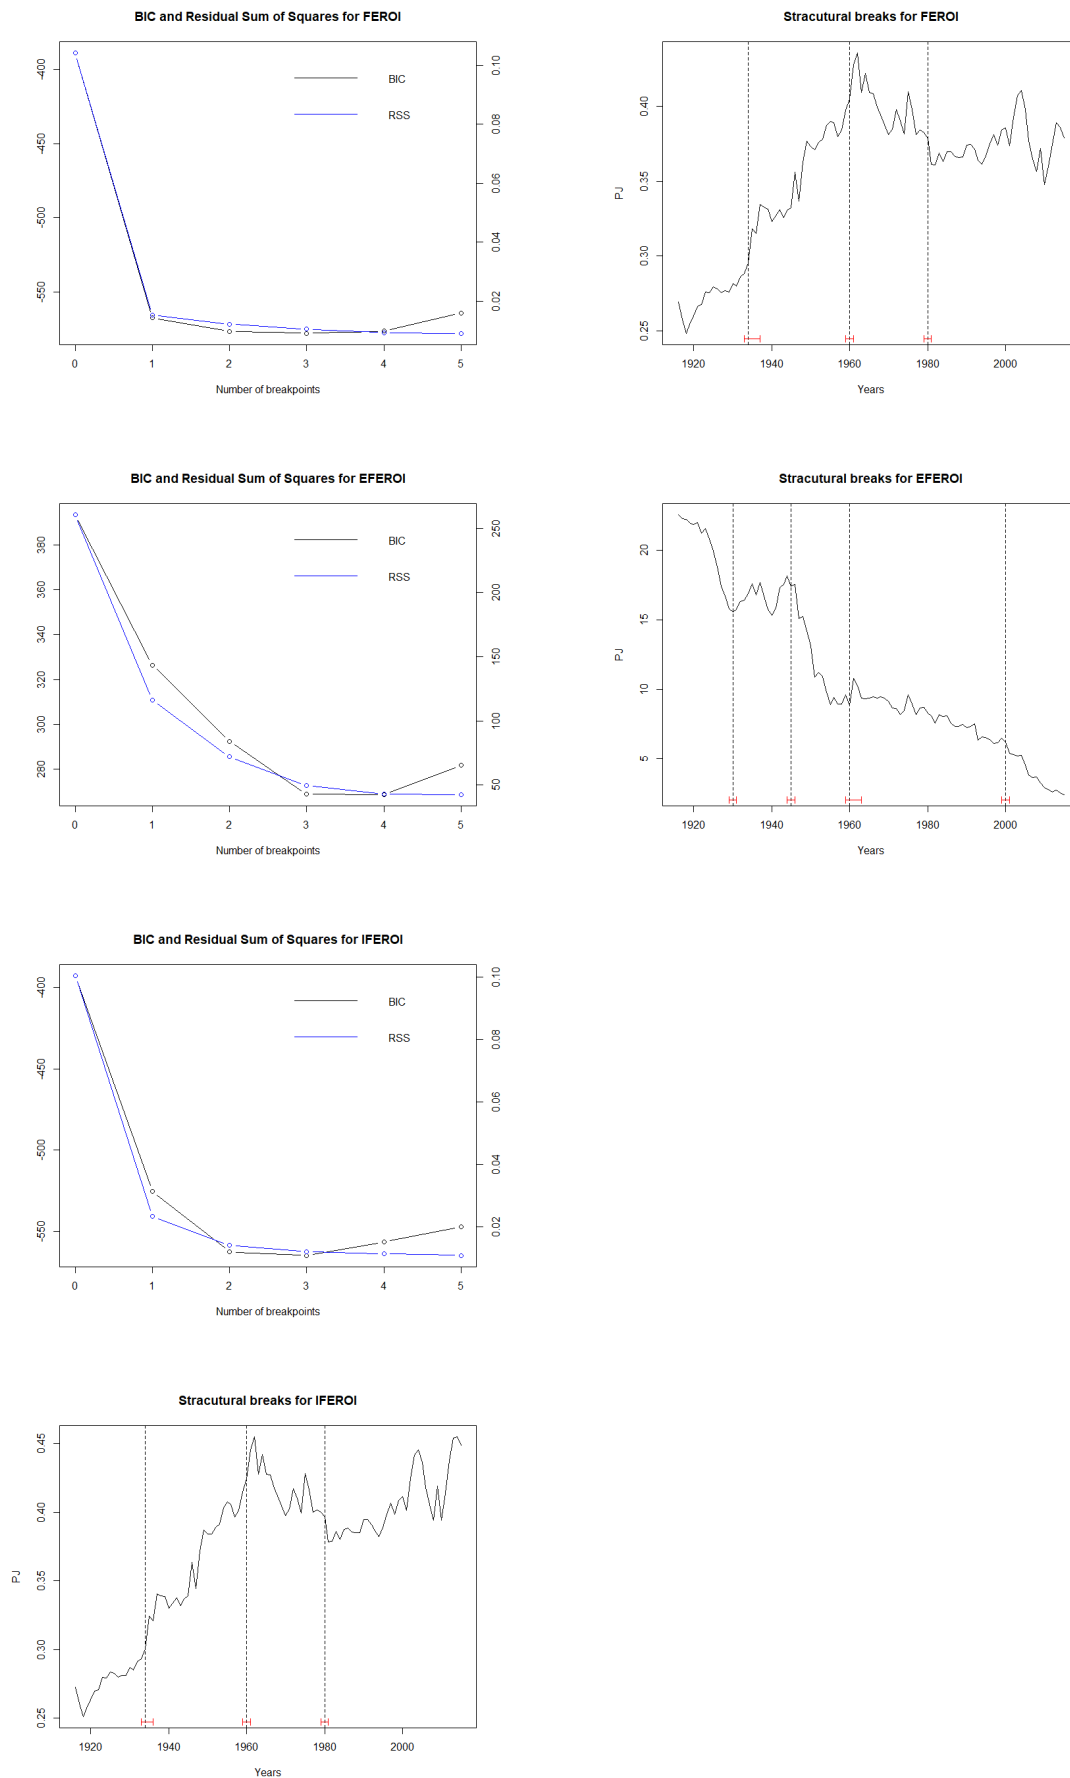 BIC and Residual Sum of Squares for FEROI
-400
-450
-500
-550
0.10
0.08
0.06
0.04
0.02
BIC
RSS
0 1 2 3 4 5
Number of breakpoints
Stracutural breaks for FEROI
PJ
0.40
0.35
0.30
0.25
1920 1940 1960 1980 2000
Years
BIC and Residual Sum of Squares for EFEROI
380
360
340
320
300
280
250
200
150
100
50
BIC
RSS
0 1 2 3 4 5
Number of breakpoints
Stracutural breaks for EFEROI
PJ
20
15
10
5
1920 1940 1960 1980 2000
Years
BIC and Residual Sum of Squares for IFEROI
-400
-450
-500
-550
0.10
0.08
0.06
0.04
0.02
BIC
RSS
0 1 2 3 4 5
Number of breakpoints
Stracutural breaks for IFEROI
PJ
0.45
0.40
0.35
0.30
0.25
1920 1940 1960 1980 2000
Years